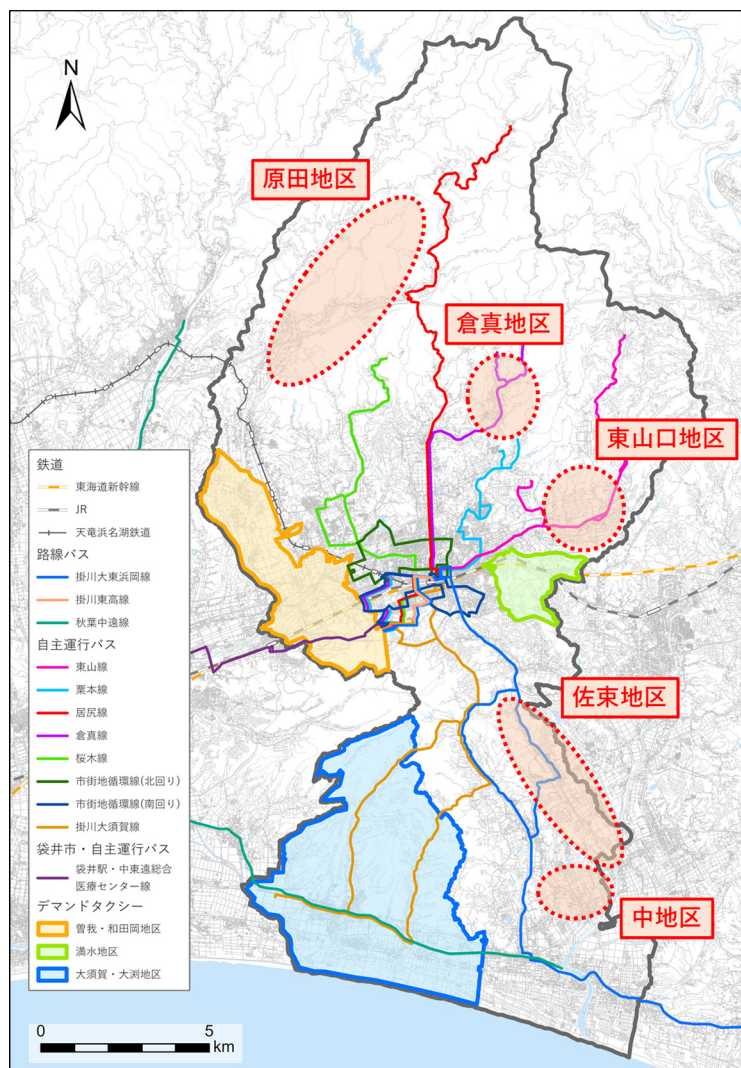 N
原田地区
倉真地区
東山口地区
佐束地区
中地区
鉄道
東海道新幹線
JR
天竜浜名湖鉄道
路線バス
掛川大東浜岡線
掛川東高線
秋葉中遠線
自主運行バス
東山線
粟本線
居尻線
倉真線
桜木線
市街地循環線(北回り)
市街地循環線(南回り)
掛川大須賀線
袋井市・自主運行バス
袋井駅・中東遠総合
医療センター線
デマンドタクシー
曽我・和田岡地区
満水地区
大須賀・大渕地区
0 5
km